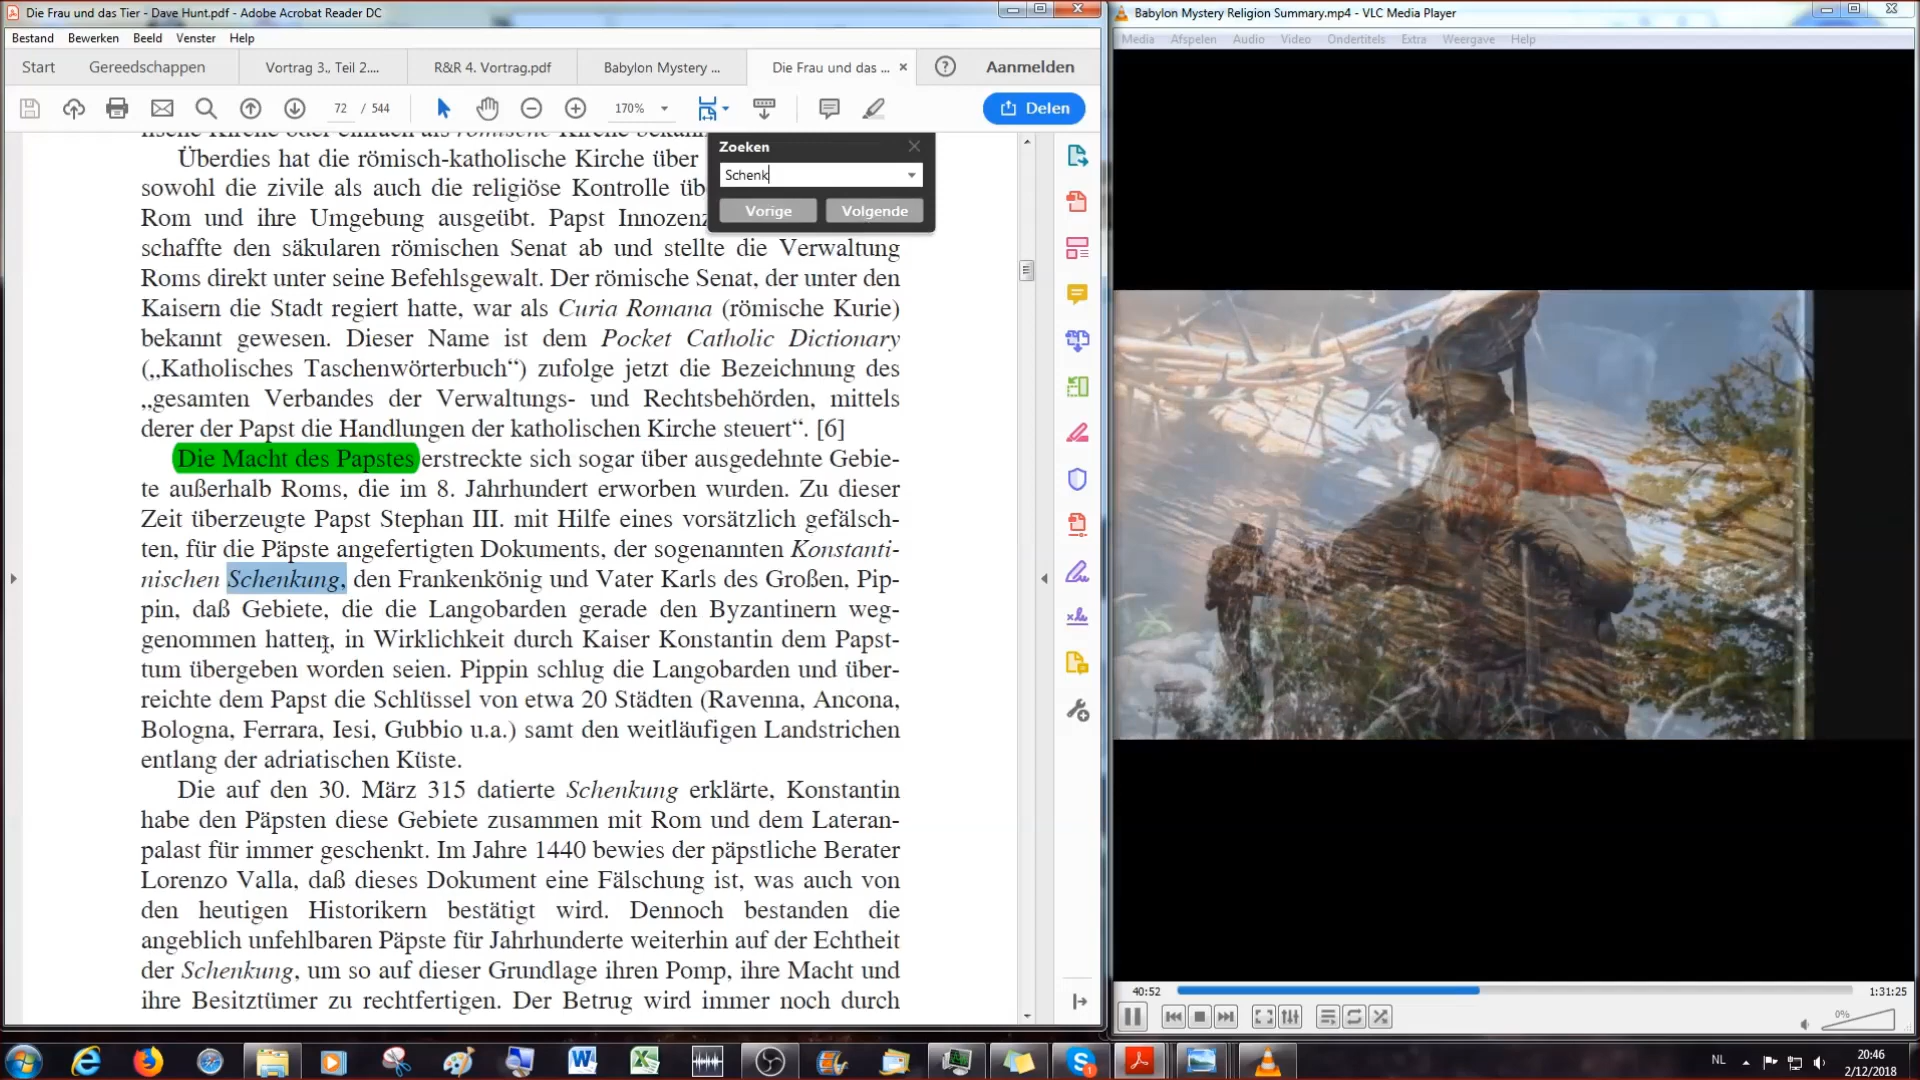 Die Frau und das Tier - Dave Hunt.pdf - Adobe Acrobat Reader DC
Bestand Bewerken Beeld Venster Help
Start Gereedschappen Vortrag 3., Teil 2.... R&R 4. Vortrag.pdf Babylon Mystery ... Die Frau und das ... × Aanmelden
72 / 544 170% Delen
Zoeken
Schenk
Vorige Volgende
Überdies hat die römisch-katholische Kirche über
sowohl die zivile als auch die religiöse Kontrolle üb
Rom und ihre Umgebung ausgeübt. Papst Innozenz
schaffte den säkularen römischen Senat ab und stellte die Verwaltung
Roms direkt unter seine Befehlsgewalt. Der römische Senat, der unter den
Kaisern die Stadt regiert hatte, war als Curia Romana (römische Kurie)
bekannt gewesen. Dieser Name ist dem Pocket Catholic Dictionary
(„Katholisches Taschenwörterbuch“) zufolge jetzt die Bezeichnung des
„gesamten Verbandes der Verwaltungs- und Rechtsbehörden, mittels
derer der Papst die Handlungen der katholischen Kirche steuert“. [6]
Die Macht des Papstes erstreckte sich sogar über ausgedehnte Gebie-
te außerhalb Roms, die im 8. Jahrhundert erworben wurden. Zu dieser
Zeit überzeugte Papst Stephan III. mit Hilfe eines vorsätzlich gefälsch-
ten, für die Päpste angefertigten Dokuments, der sogenannten Konstanti-
nischen Schenkung, den Frankenkönig und Vater Karls des Großen, Pip-
pin, daß Gebiete, die die Langobarden gerade den Byzantinern weg-
genommen hatten, in Wirklichkeit durch Kaiser Konstantin dem Papst-
tum übergeben worden seien. Pippin schlug die Langobarden und über-
reichte dem Papst die Schlüssel von etwa 20 Städten (Ravenna, Ancona,
Bologna, Ferrara, Iesi, Gubbio u.a.) samt den weitläufigen Landstrichen
entlang der adriatischen Küste.
Die auf den 30. März 315 datierte Schenkung erklärte, Konstantin
habe den Päpsten diese Gebiete zusammen mit Rom und dem Lateran-
palast für immer geschenkt. Im Jahre 1440 bewies der päpstliche Berater
Lorenzo Valla, daß dieses Dokument eine Fälschung ist, was auch von
den heutigen Historikern bestätigt wird. Dennoch bestanden die
angeblich unfehlbaren Päpste für Jahrhunderte weiterhin auf der Echtheit
der Schenkung, um so auf dieser Grundlage ihren Pomp, ihre Macht und
ihre Besitztümer zu rechtfertigen. Der Betrug wird immer noch durch
Babylon Mystery Religion Summary.mp4 - VLC Media Player
Media Afspelen Audio Video Ondertitels Extra Weergave Help
40:52 1:31:25
0%
NL 20:46
2/12/2018